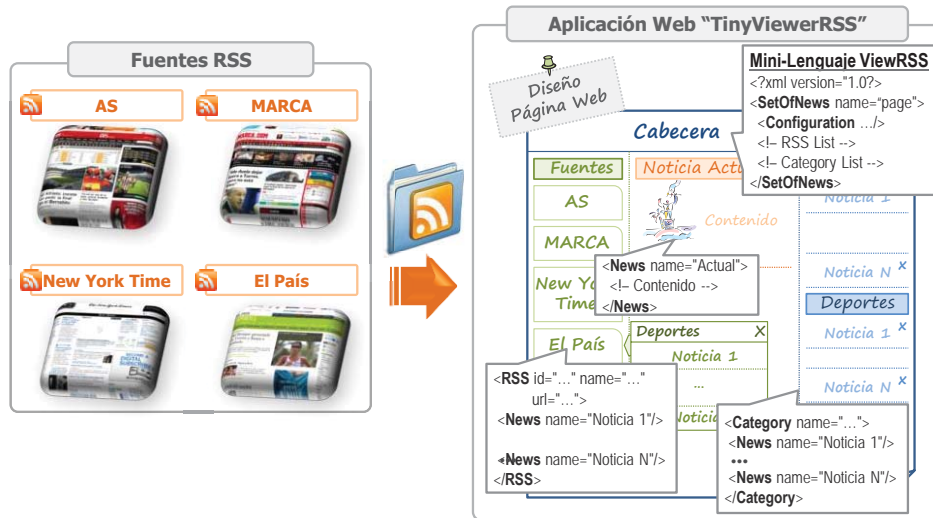 Fuentes RSS
AS
MARCA
New York Time
El País
Aplicación Web “TinyViewerRSS”
Diseño
Página Web
Mini-Lenguaje ViewRSS
<?xml version="1.0?>
<SetOfNews name="page">
<Configuration .../>
<!– RSS List -->
<!– Category List -->
</SetOfNews>
Cabecera
Fuentes
AS
MARCA
New Yo
Time
El País
Noticia Actu
Contenido
<News name="Actual">
<!– Contenido -->
</News>
Deportes X
Noticia 1
...
Noticia
<RSS id="..." name="..."
url="...">
<News name="Noticia 1"/>
<News name="Noticia N"/>
</RSS>
Noticia 1
Noticia N x
Deportes
Noticia 1 x
Noticia N x
<Category name="...">
<News name="Noticia 1"/>
•••
<News name="Noticia N"/>
</Category>